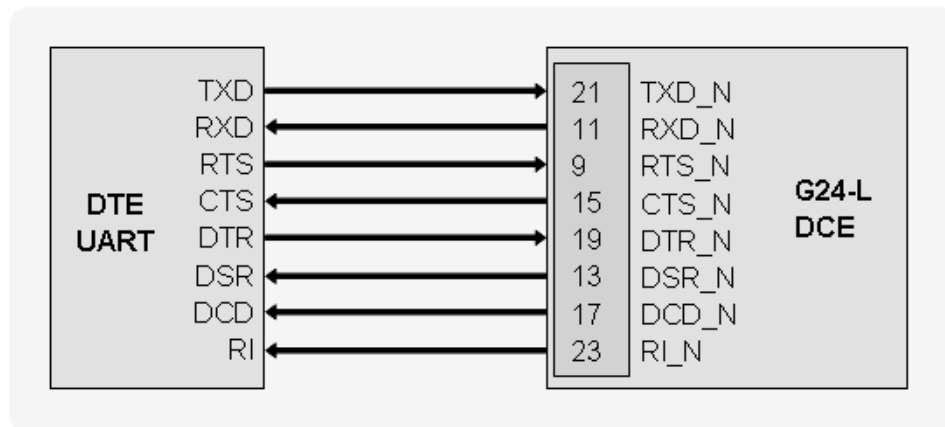 TXD 21 TXD_N
RXD 11 RXD_N
RTS 9 RTS_N
CTS 15 CTS_N
DTR 19 DTR_N
DSR 13 DSR_N
DCD 17 DCD_N
RI 23 RI_N
DTE
UART
G24-L
DCE